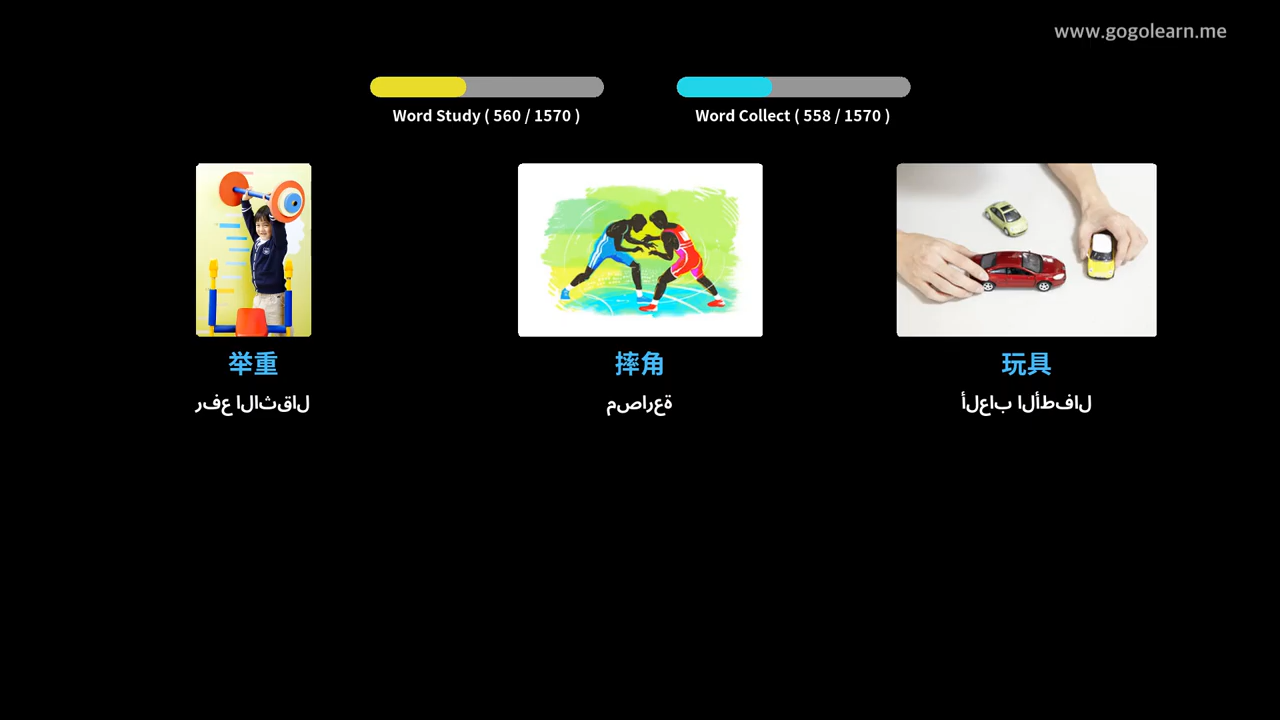 www.gogolearn.me
Word Study ( 560 / 1570 )
Word Collect ( 558 / 1570 )
举重
رفع الاثقال
摔角
مصارعة
玩具
ألعاب الأطفال